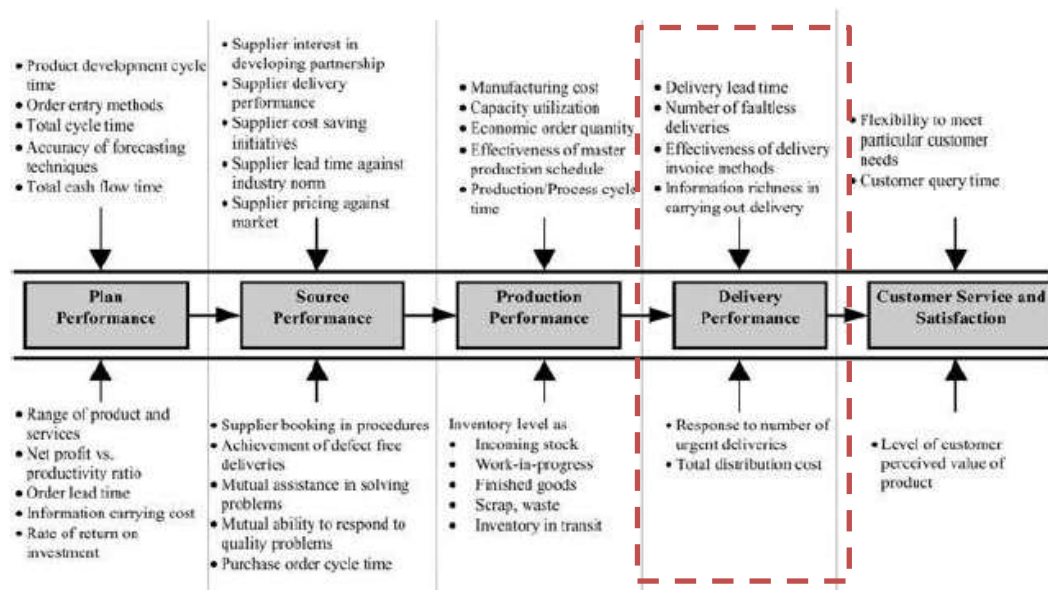 • Product development cycle
time
• Order entry methods
• Total cycle time
• Accuracy of forecasting
techniques
• Total cash flow time
• Supplier interest in
developing partnership
• Supplier delivery
performance
• Supplier cost saving
initiatives
• Supplier lead time against
industry norm
• Supplier pricing against
market
• Manufacturing cost
• Capacity utilization
• Economic order quantity
• Effectiveness of master
production schedule
• Production/Process cycle
time
• Delivery lead time
• Number of faultless
deliveries
• Effectiveness of delivery
invoice methods
• Information richness in
carrying out delivery
• Flexibility to meet
particular customer
needs
• Customer query time
Plan
Performance
Source
Performance
Production
Performance
Delivery
Performance
Customer Service and
Satisfaction
• Range of product and
services
• Net profit vs.
productivity ratio
• Order lead time
• Information carrying cost
• Rate of return on
investment
• Supplier booking in procedures
• Achievement of defect free
deliveries
• Mutual assistance in solving
problems
• Mutual ability to respond to
quality problems
• Purchase order cycle time
Inventory level as
• Incoming stock
• Work-in-progress
• Finished goods
• Scrap, waste
• Inventory in transit
• Response to number of
urgent deliveries
• Total distribution cost
• Level of customer
perceived value of
product